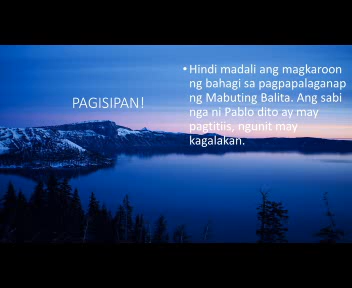 PAGISIPAN!
• Hindi madali ang magkaroon
ng bahagi sa pagpapalaganap
ng Mabuting Balita. Ang sabi
nga ni Pablo dito ay may
pagtitiis, ngunit may
kagalakan.